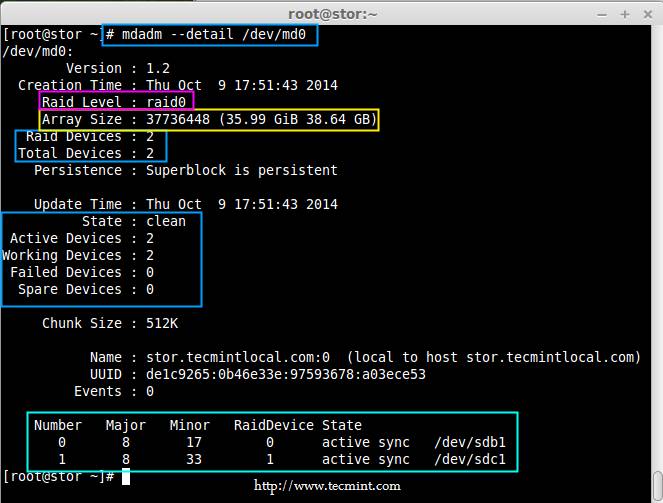 root@stor:~
[root@stor ~]# mdadm --detail /dev/md0
/dev/md0:
Version : 1.2
Creation Time : Thu Oct  9 17:51:43 2014
Raid Level : raid0
Array Size : 37736448 (35.99 GiB 38.64 GB)
Raid Devices : 2
Total Devices : 2
Persistence : Superblock is persistent
Update Time : Thu Oct  9 17:51:43 2014
State : clean
Active Devices : 2
Working Devices : 2
Failed Devices : 0
Spare Devices : 0
Chunk Size : 512K
Name : stor.tecmintlocal.com:0  (local to host stor.tecmintlocal.com)
UUID : de1c9265:0b46e33e:97593678:a03ece53
Events : 0
Number   Major   Minor   RaidDevice State
0       8       17        0      active sync   /dev/sdb1
1       8       33        1      active sync   /dev/sdc1
[root@stor ~]#
http://www.tecmint.com